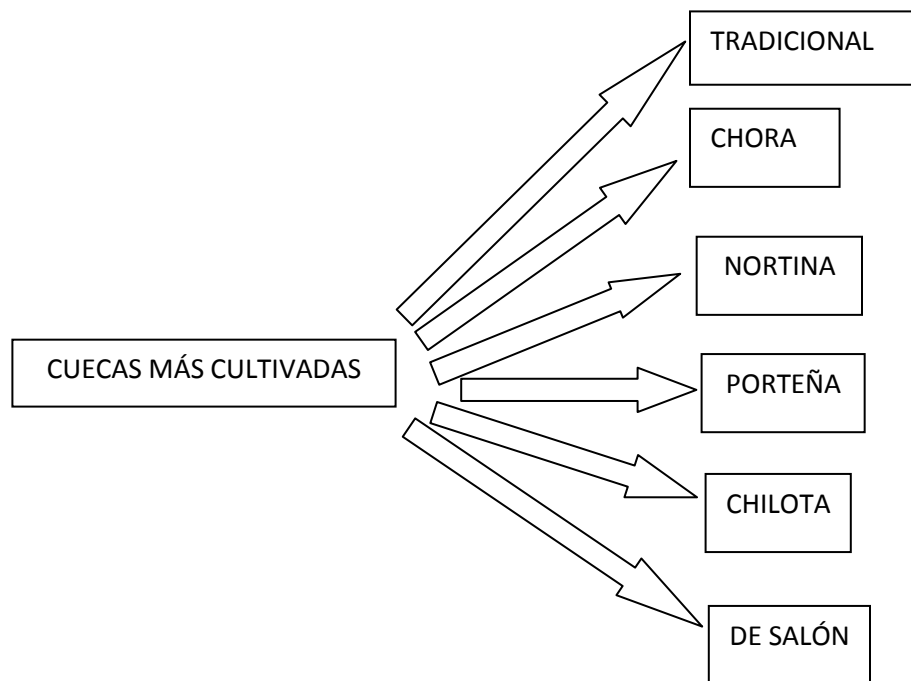 TRADICIONAL
CHORA
NORTINA
CUECAS MÁS CULTIVADAS
PORTEÑA
CHILOTA
DE SALÓN